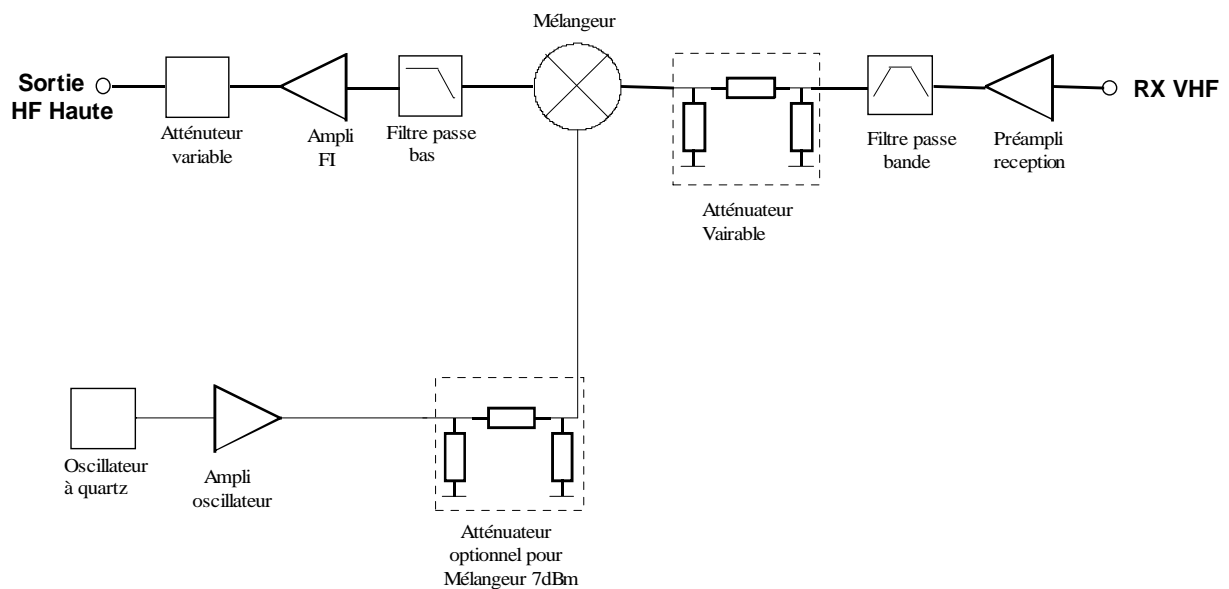 Mélangeur
Sortie
HF Haute
RX VHF
Atténuteur
variable
Ampli
FI
Filtre passe
bas
Filtre passe
bande
Préampli
reception
Atténuateur
Vairable
Oscillateur
à quartz
Ampli
oscillateur
Atténuateur
optionnel pour
Mélangeur 7dBm